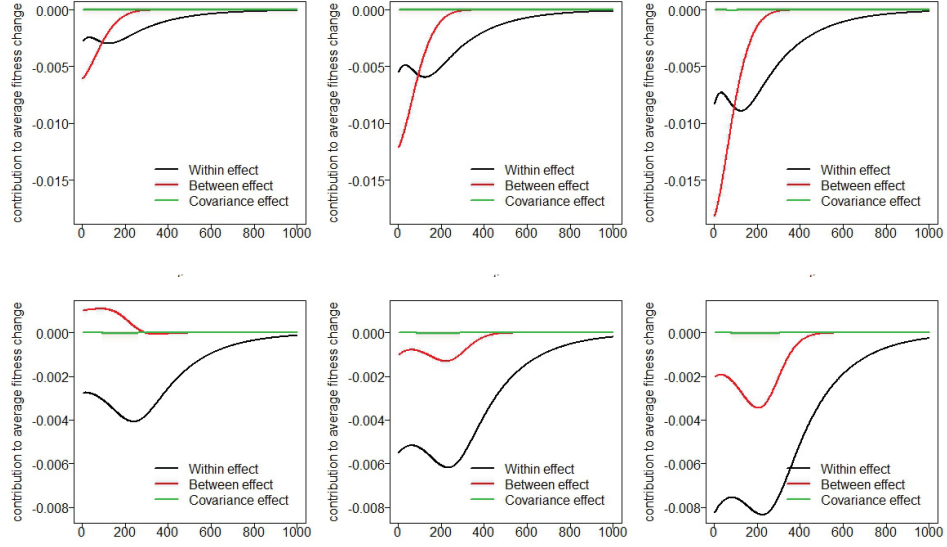 contribution to average fitness change
0.000
-0.005
-0.010
-0.015
Within effect
Between effect
Covariance effect
0 200 400 600 800 1000
contribution to average fitness change
0.000
-0.005
-0.010
-0.015
Within effect
Between effect
Covariance effect
0 200 400 600 800 1000
contribution to average fitness change
0.000
-0.005
-0.010
-0.015
Within effect
Between effect
Covariance effect
0 200 400 600 800 1000
contribution to average fitness change
0.000
-0.002
-0.004
-0.006
-0.008
Within effect
Between effect
Covariance effect
0 200 400 600 800 1000
contribution to average fitness change
0.000
-0.002
-0.004
-0.006
-0.008
Within effect
Between effect
Covariance effect
0 200 400 600 800 1000
contribution to average fitness change
0.000
-0.002
-0.004
-0.006
-0.008
Within effect
Between effect
Covariance effect
0 200 400 600 800 1000